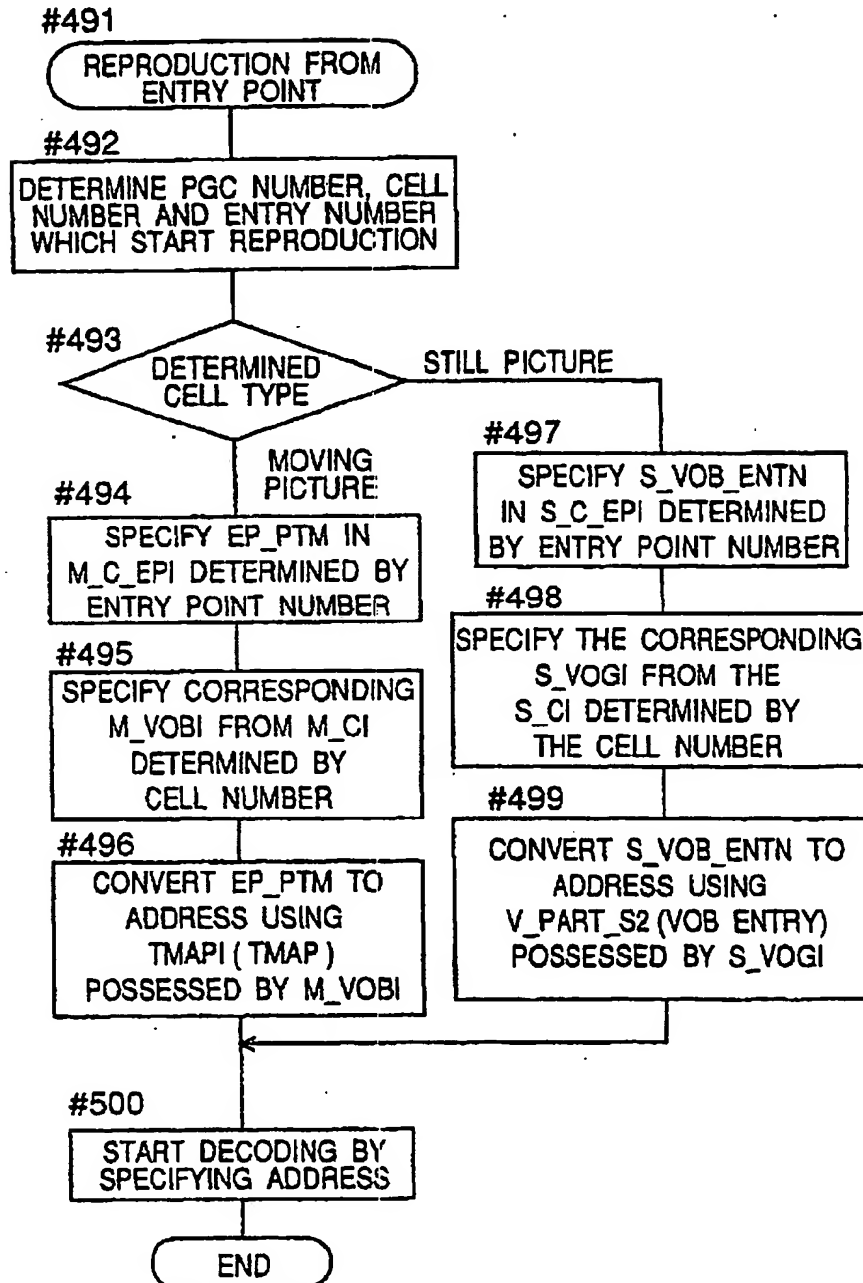 #491
REPRODUCTION FROM
ENTRY POINT
#492
DETERMINE PGC NUMBER, CELL
NUMBER AND ENTRY NUMBER
WHICH START REPRODUCTION
#493
DETERMINED
CELL TYPE
STILL PICTURE
MOVING
PICTURE
#494
SPECIFY EP_PTM IN
M_C_EPI DETERMINED BY
ENTRY POINT NUMBER
#495
SPECIFY CORRESPONDING
M_VOBI FROM M_CI
DETERMINED BY
CELL NUMBER
#496
CONVERT EP_PTM TO
ADDRESS USING
TMAPI ( TMAP )
POSSESSED BY M_VOBI
#497
SPECIFY S_VOB_ENTN
IN S_C_EPI DETERMINED
BY ENTRY POINT NUMBER
#498
SPECIFY THE CORRESPONDING
S_VOGI FROM THE
S_CI DETERMINED BY
THE CELL NUMBER
#499
CONVERT S_VOB_ENTN TO
ADDRESS USING
V_PART_S2 (VOB ENTRY)
POSSESSED BY S_VOGI
#500
START DECODING BY
SPECIFYING ADDRESS
END